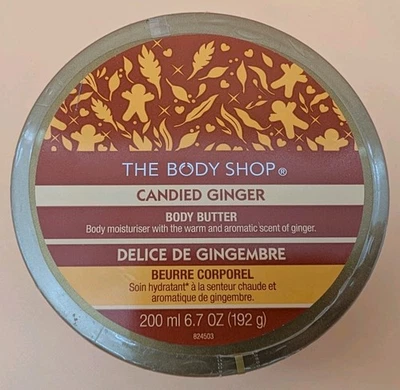 THE BODY SHOP®
CANDIED GINGER
BODY BUTTER
Body moisturiser with the warm and aromatic scent of ginger.
DELICE DE GINGEMBRE
BEURRE CORPOREL
Soin hydratant* à la senteur chaude et
aromatique de gingembre.
200 ml 6.7 OZ (192 g)
824503